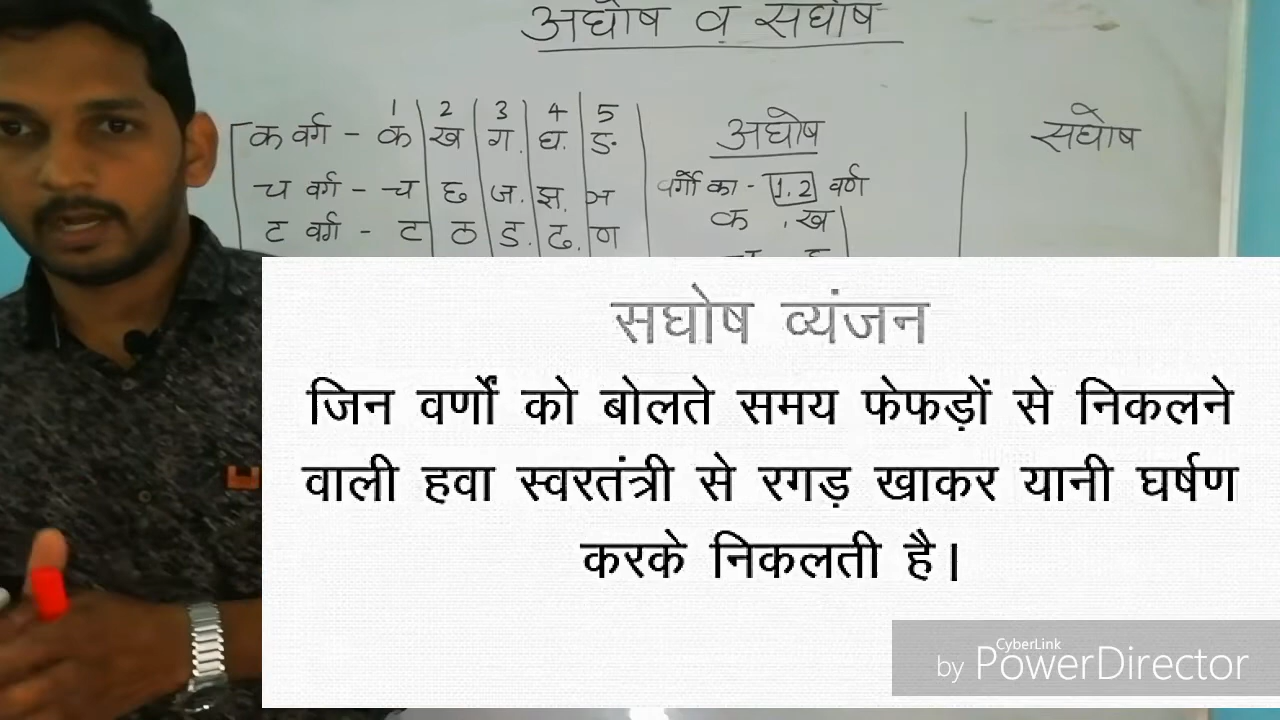 अघोष व सघोष
1 2 3 4 5
क वर्ग - क ख ग. घ. ङ.
च वर्ग - च छ ज. झ. ञ
ट वर्ग - ट ठ ड. ढ. ण
अघोष
वर्गो का - 1.2 वर्ण
क . ख
सघोष
सघोष व्यंजन
जिन वर्णों को बोलते समय फेफड़ों से निकलने
वाली हवा स्वरतंत्री से रगड़ खाकर यानी घर्षण
करके निकलती है।
CyberLink
by PowerDirector